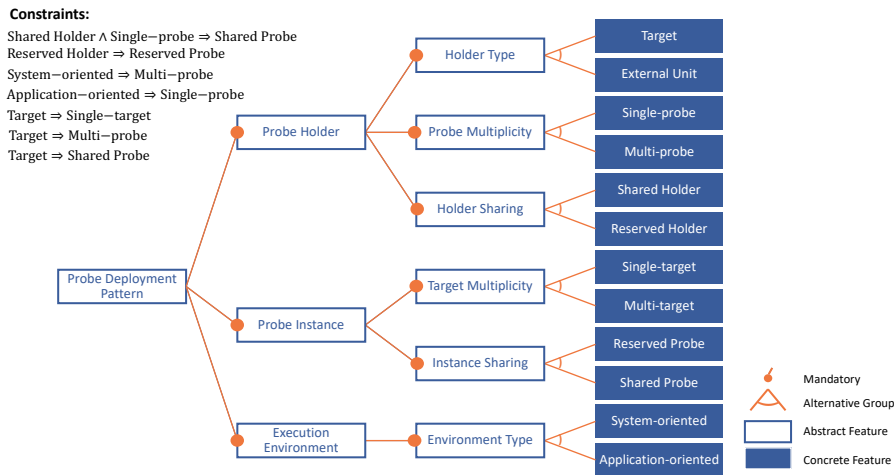 Constraints:
Shared Holder ∧ Single−probe ⇒ Shared Probe
Reserved Holder ⇒ Reserved Probe
System−oriented ⇒ Multi−probe
Application−oriented ⇒ Single−probe
Target ⇒ Single−target
Target ⇒ Multi−probe
Target ⇒ Shared Probe
Probe Deployment
Pattern
Probe Holder
Probe Instance
Execution
Environment
Holder Type
Probe Multiplicity
Holder Sharing
Target Multiplicity
Instance Sharing
Environment Type
Target
External Unit
Single-probe
Multi-probe
Shared Holder
Reserved Holder
Single-target
Multi-target
Reserved Probe
Shared Probe
System-oriented
Application-oriented
Mandatory
Alternative Group
Abstract Feature
Concrete Feature